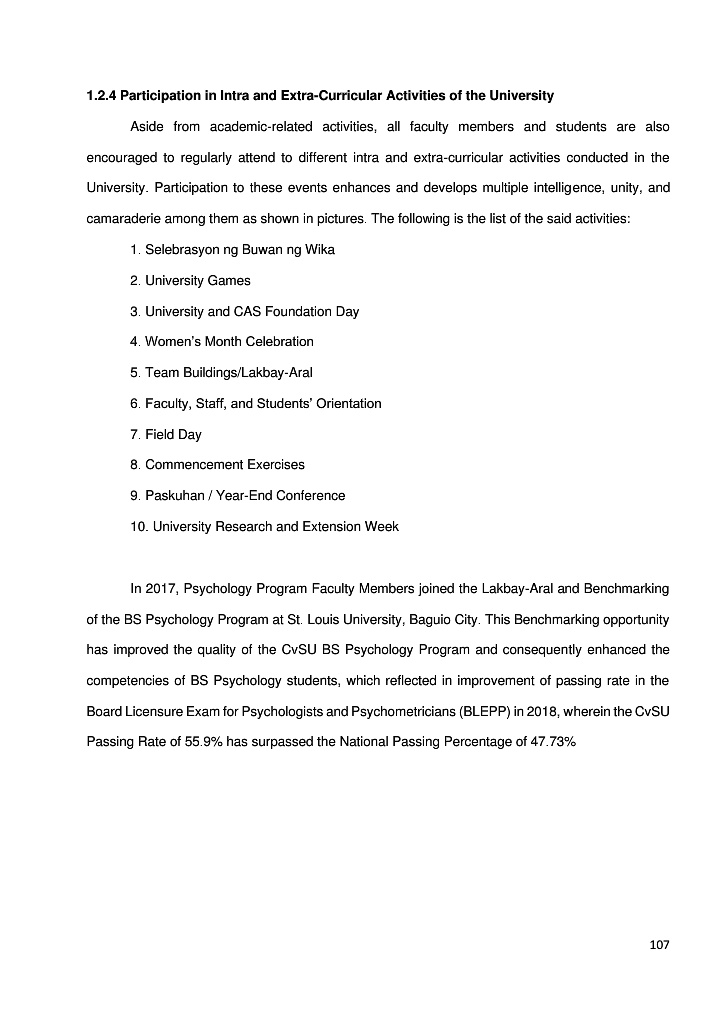 1.2.4 Participation in Intra and Extra-Curricular Activities of the University
Aside from academic-related activities, all faculty members and students are also
encouraged to regularly attend to different intra and extra-curricular activities conducted in the
University. Participation to these events enhances and develops multiple intelligence, unity, and
camaraderie among them as shown in pictures. The following is the list of the said activities:
1. Selebrasyon ng Buwan ng Wika
2. University Games
3. University and CAS Foundation Day
4. Women’s Month Celebration
5. Team Buildings/Lakbay-Aral
6. Faculty, Staff, and Students’ Orientation
7. Field Day
8. Commencement Exercises
9. Paskuhan / Year-End Conference
10. University Research and Extension Week
In 2017, Psychology Program Faculty Members joined the Lakbay-Aral and Benchmarking
of the BS Psychology Program at St. Louis University, Baguio City. This Benchmarking opportunity
has improved the quality of the CvSU BS Psychology Program and consequently enhanced the
competencies of BS Psychology students, which reflected in improvement of passing rate in the
Board Licensure Exam for Psychologists and Psychometricians (BLEPP) in 2018, wherein the CvSU
Passing Rate of 55.9% has surpassed the National Passing Percentage of 47.73%
107